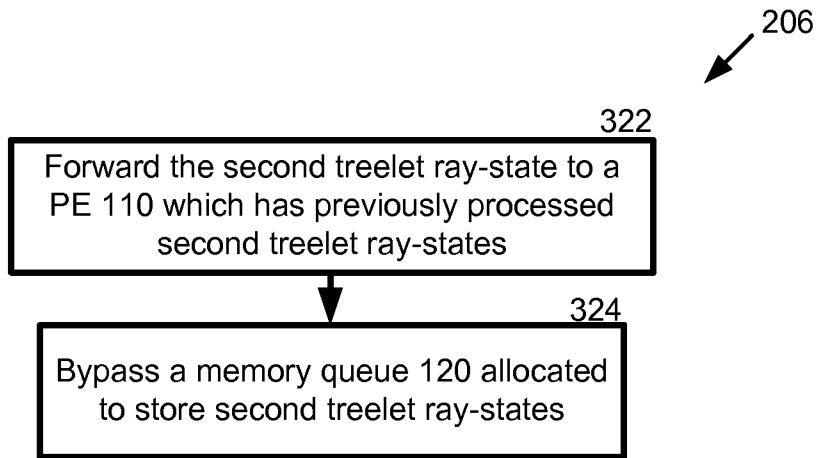 206
322
Forward the second treelet ray-state to a
PE 110 which has previously processed
second treelet ray-states
324
Bypass a memory queue 120 allocated
to store second treelet ray-states